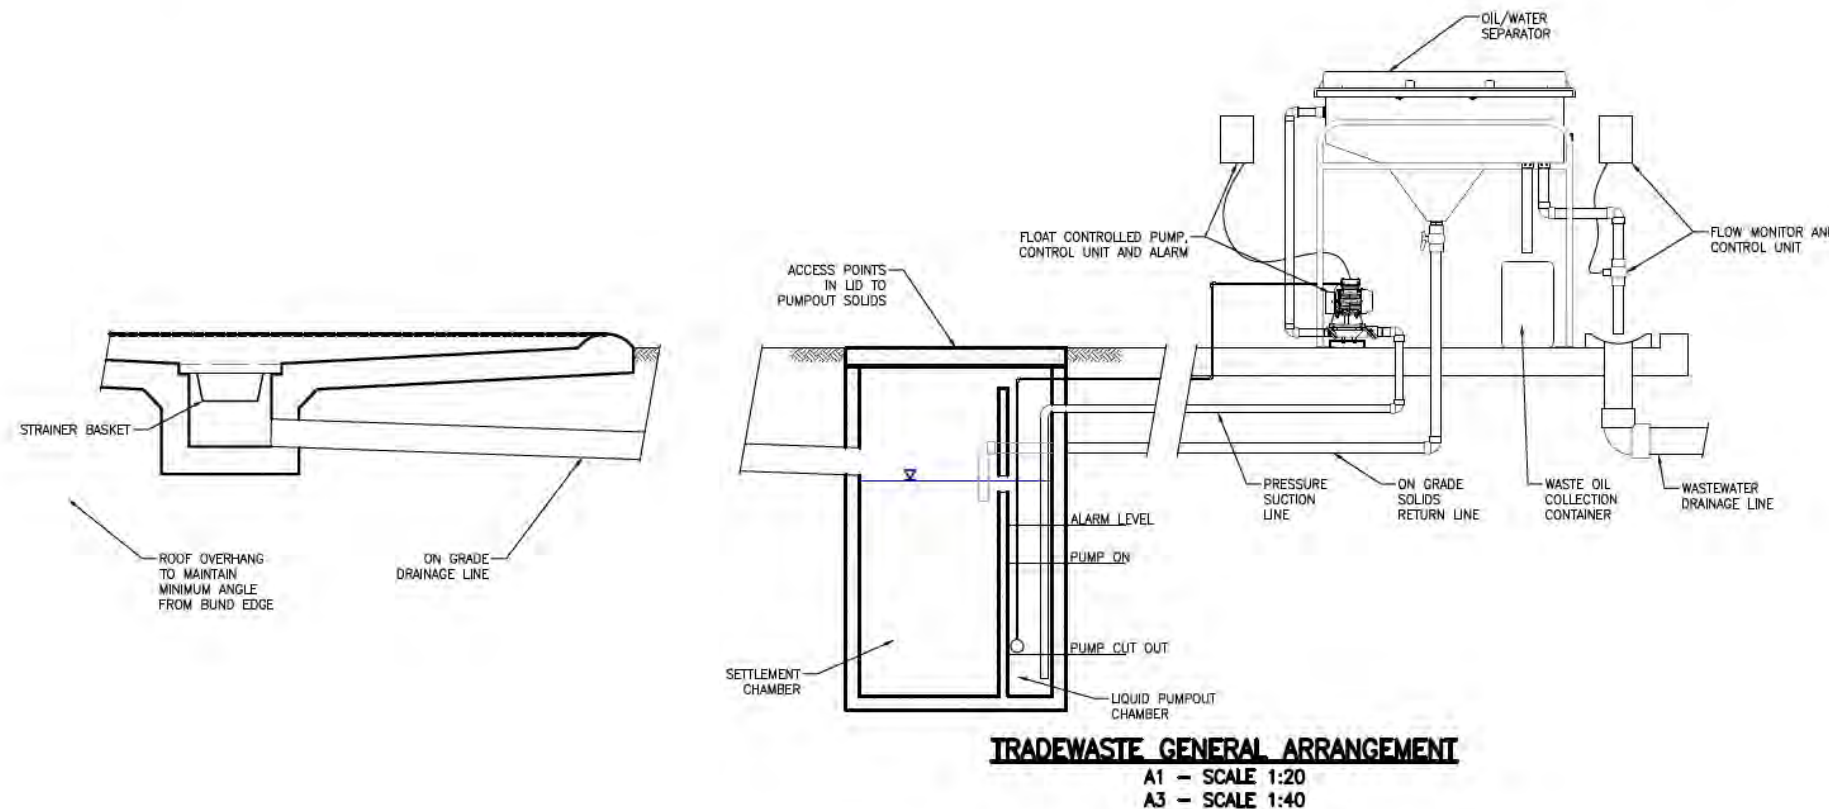 OIL/WATER
SEPARATOR
FLOAT CONTROLLED PUMP,
CONTROL UNIT AND ALARM
FLOW MONITOR AN
CONTROL UNIT
ACCESS POINTS
IN LID TO
PUMPOUT SOLIDS
STRAINER BASKET
ROOF OVERHANG
TO MAINTAIN
MINIMUM ANGLE
FROM BUND EDGE
ON GRADE
DRAINAGE LINE
PRESSURE
SUCTION
LINE
ON GRADE
SOLIDS
RETURN LINE
WASTE OIL
COLLECTION
CONTAINER
WASTEWATER
DRAINAGE LINE
ALARM LEVEL
PUMP ON
PUMP CUT OUT
SETTLEMENT
CHAMBER
LIQUID PUMPOUT
CHAMBER
TRADEWASTE GENERAL ARRANGEMENT
A1 – SCALE 1:20
A3 – SCALE 1:40